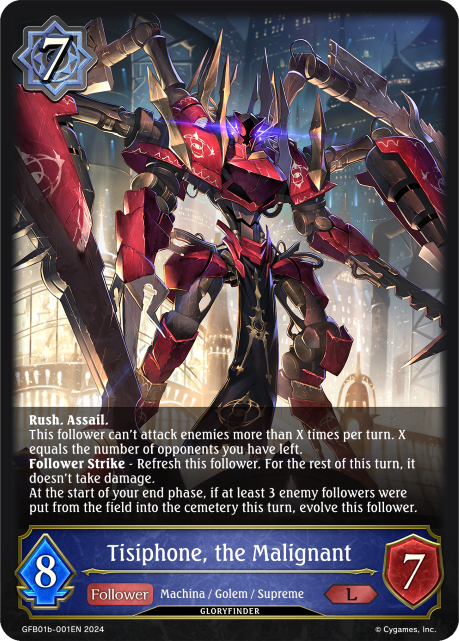 7
Rush. Assail.
This follower can't attack enemies more than X times per turn. X
equals the number of opponents you have left.
Follower Strike - Refresh this follower. For the rest of this turn, it
doesn't take damage.
At the start of your end phase, if at least 3 enemy followers were
put from the field into the cemetery this turn, evolve this follower.
Tisiphone, the Malignant
8
Follower
Machina / Golem / Supreme
L
7
GLORYFINDER
GFB01b-001EN 2024
© Cygames, Inc.